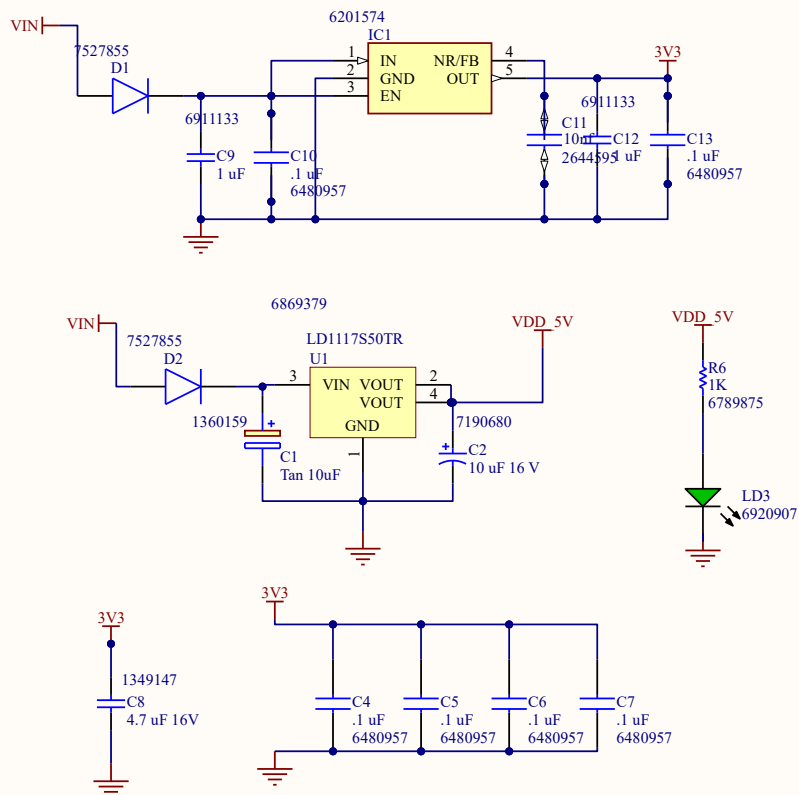 6201574
VIN
IC1
7527855
D1
1 IN
2 GND
3 EN
NR/FB 4
OUT 5
3V3
6911133
C9
1 uF
C10
.1 uF
6480957
C11
10nf
2644595
6911133
C12
1 uF
C13
.1 uF
6480957
6869379
VIN
7527855
D2
LD1117S50TR
U1
3 VIN VOUT 2
VOUT 4
GND
1
VDD_5V
1360159
C1
Tan 10uF
7190680
C2
10 uF 16 V
VDD_5V
R6
1K
6789875
LD3
6920907
3V3
1349147
C8
4.7 uF 16V
3V3
C4
.1 uF
6480957
C5
.1 uF
6480957
C6
.1 uF
6480957
C7
.1 uF
6480957